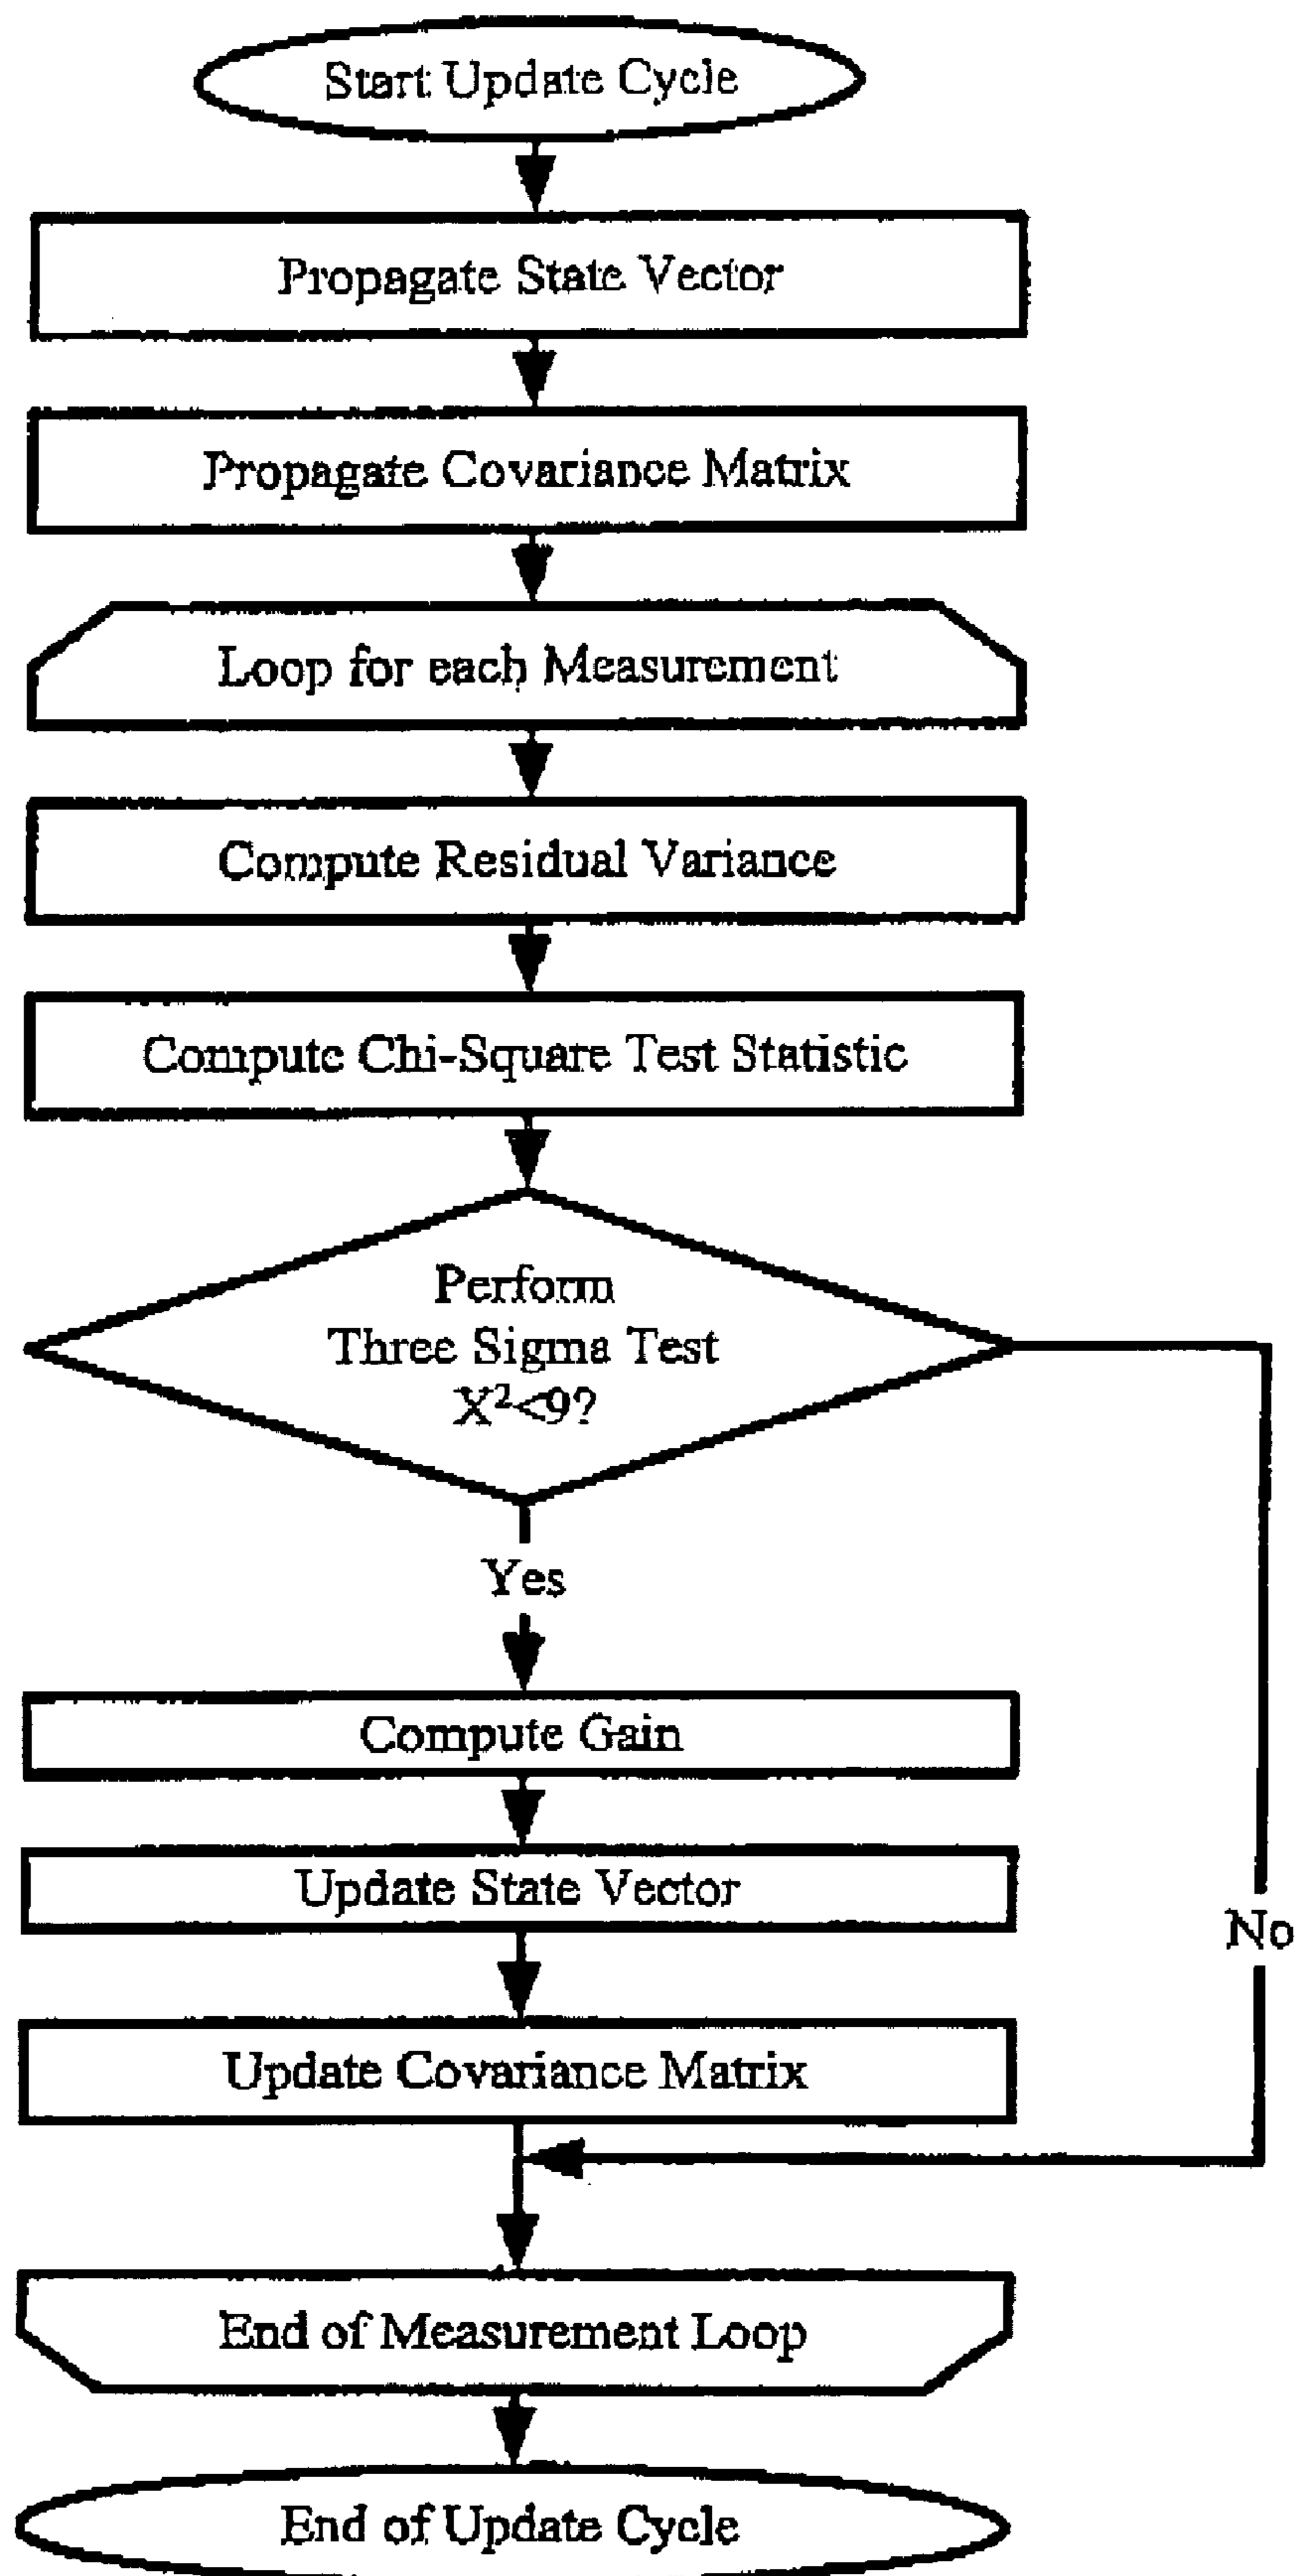 Start Update Cycle
Propagate State Vector
Propagate Covariance Matrix
Loop for each Measurement
Compute Residual Variance
Compute Chi-Square Test Statistic
Perform
Three Sigma Test
X²<9?
Yes
Compute Gain
Update State Vector
No
Update Covariance Matrix
End of Measurement Loop
End of Update Cycle